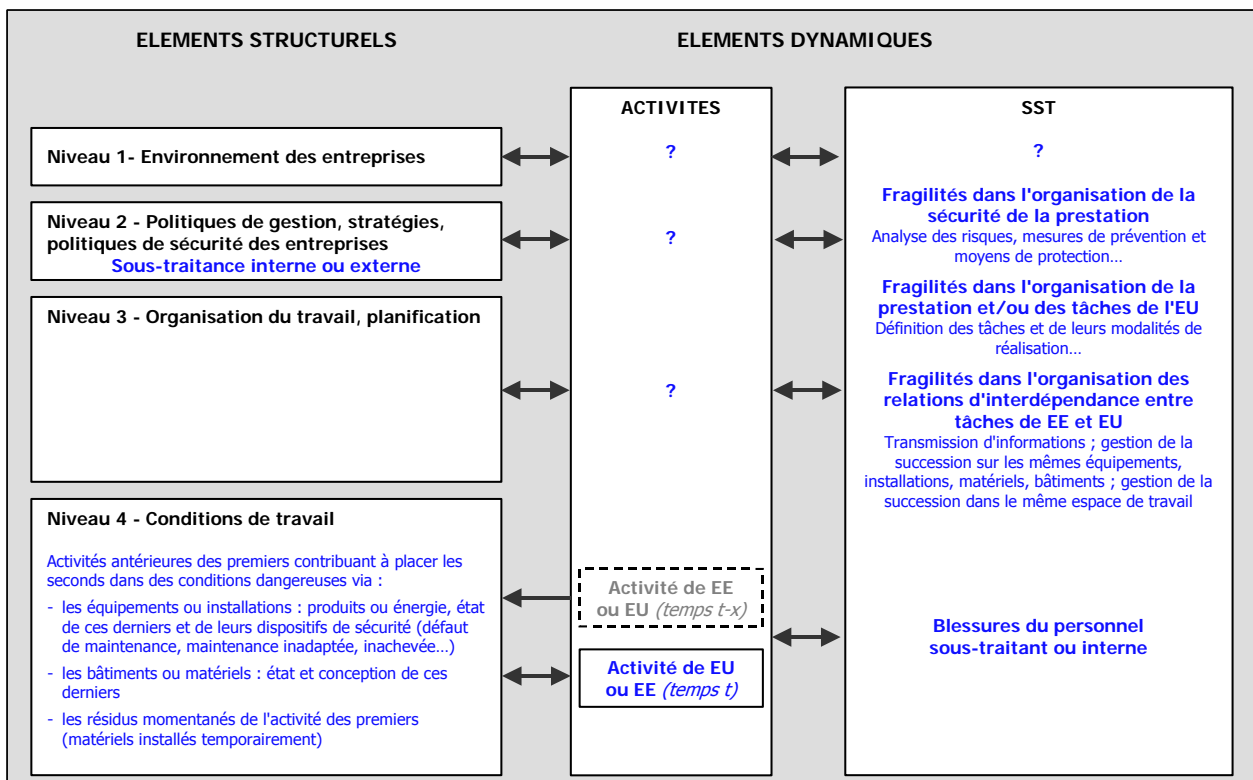 ELEMENTS STRUCTURELS
ELEMENTS DYNAMIQUES
Niveau 1- Environnement des entreprises
Niveau 2 - Politiques de gestion, stratégies,
politiques de sécurité des entreprises
Sous-traitance interne ou externe
Niveau 3 - Organisation du travail, planification
Niveau 4 - Conditions de travail
Activités antérieures des premiers contribuant à placer les
seconds dans des conditions dangereuses via :
- les équipements ou installations : produits ou énergie, état
de ces derniers et de leurs dispositifs de sécurité (défaut
de maintenance, maintenance inadaptée, inachevée…)
- les bâtiments ou matériels : état et conception de ces
derniers
- les résidus momentanés de l'activité des premiers
(matériels installés temporairement)
ACTIVITES
?
?
?
Activité de EE
ou EU (temps t-x)
Activité de EU
ou EE (temps t)
SST
?
Fragilités dans l'organisation de la
sécurité de la prestation
Analyse des risques, mesures de prévention et
moyens de protection…
Fragilités dans l'organisation de la
prestation et/ou des tâches de l'EU
Définition des tâches et de leurs modalités de
réalisation…
Fragilités dans l'organisation des
relations d'interdépendance entre
tâches de EE et EU
Transmission d'informations ; gestion de la
succession sur les mêmes équipements,
installations, matériels, bâtiments ; gestion de la
succession dans le même espace de travail
Blessures du personnel
sous-traitant ou interne